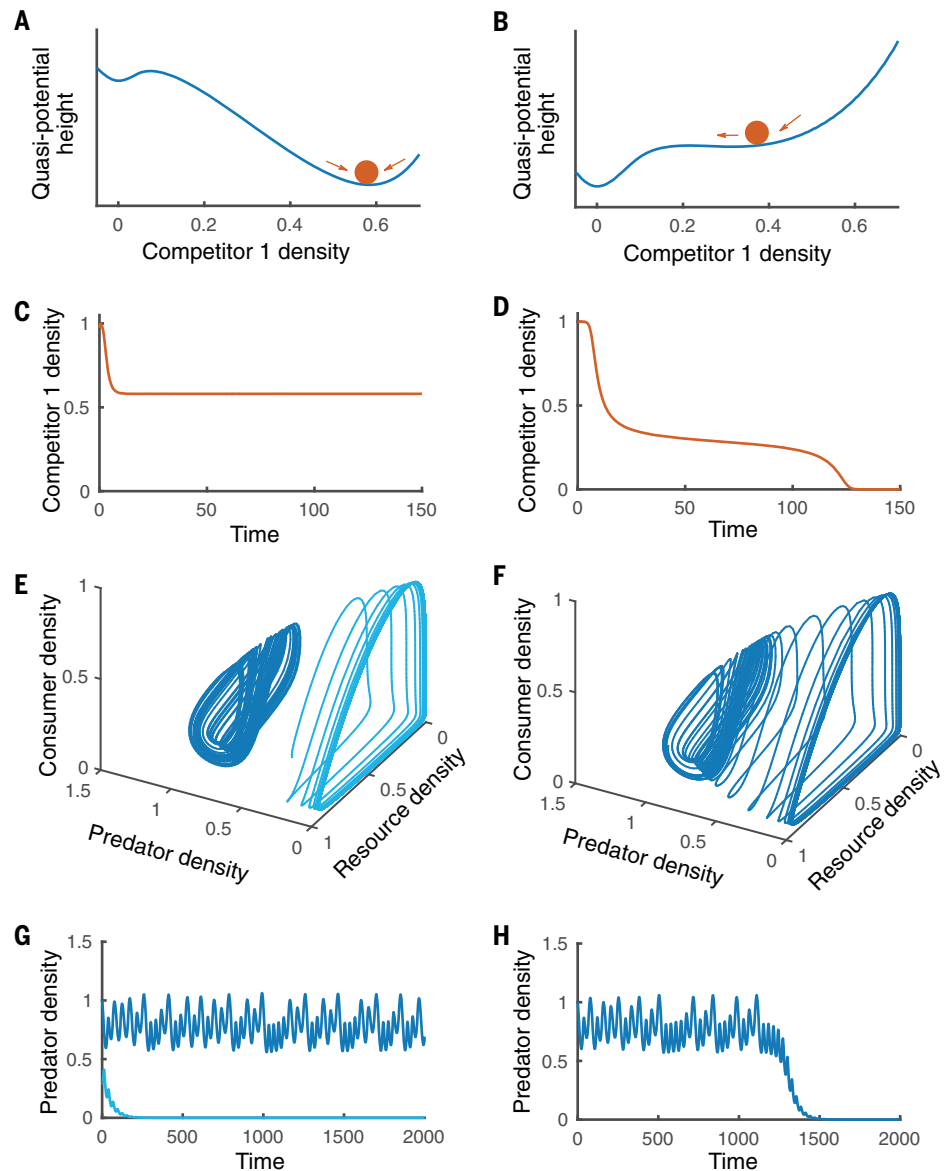 A
Quasi-potential
height
0
0.2
0.4
0.6
Competitor 1 density
B
Quasi-potential
height
0
0.2
0.4
0.6
Competitor 1 density
C
Competitor 1 density
1
0.5
0
0
50
100
150
Time
D
Competitor 1 density
1
0.5
0
0
50
100
150
Time
E
Consumer density
1
0.5
0
1.5
1
0.5
0
Predator density
1
0.5
0
Resource density
F
Consumer density
1
0.5
0
1.5
1
0.5
0
Predator density
1
0.5
0
Resource density
G
Predator density
1.5
1
0.5
0
0
500
1000
1500
2000
Time
H
Predator density
1.5
1
0.5
0
0
500
1000
1500
2000
Time